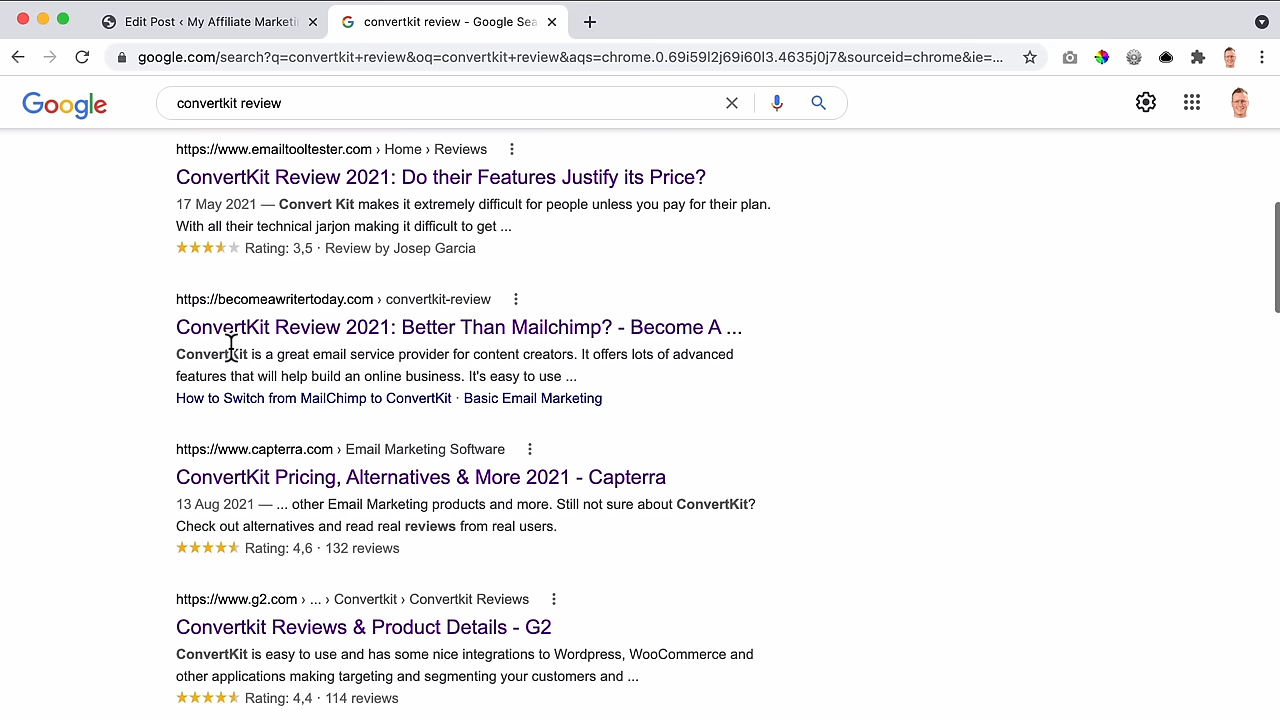 Edit Post ‹ My Affiliate Marketi
convertkit review - Google Sea
google.com/search?q=convertkit+review&oq=convertkit+review&aqs=chrome.0.69i59l2j69i60l3.4635j0j7&sourceid=chrome&ie=...
Google
convertkit review
https://www.emailtooltester.com › Home › Reviews
ConvertKit Review 2021: Do their Features Justify its Price?
17 May 2021 — Convert Kit makes it extremely difficult for people unless you pay for their plan.
With all their technical jarjon making it difficult to get ...
Rating: 3,5 · Review by Josep Garcia
https://becomeawritertoday.com › convertkit-review
ConvertKit Review 2021: Better Than Mailchimp? - Become A ...
ConvertKit is a great email service provider for content creators. It offers lots of advanced
features that will help build an online business. It's easy to use ...
How to Switch from MailChimp to ConvertKit · Basic Email Marketing
https://www.capterra.com › Email Marketing Software
ConvertKit Pricing, Alternatives & More 2021 - Capterra
13 Aug 2021 — ... other Email Marketing products and more. Still not sure about ConvertKit?
Check out alternatives and read real reviews from real users.
Rating: 4,6 · 132 reviews
https://www.g2.com › ... › Convertkit › Convertkit Reviews
Convertkit Reviews & Product Details - G2
ConvertKit is easy to use and has some nice integrations to Wordpress, WooCommerce and
other applications making targeting and segmenting your customers and ...
Rating: 4,4 · 114 reviews